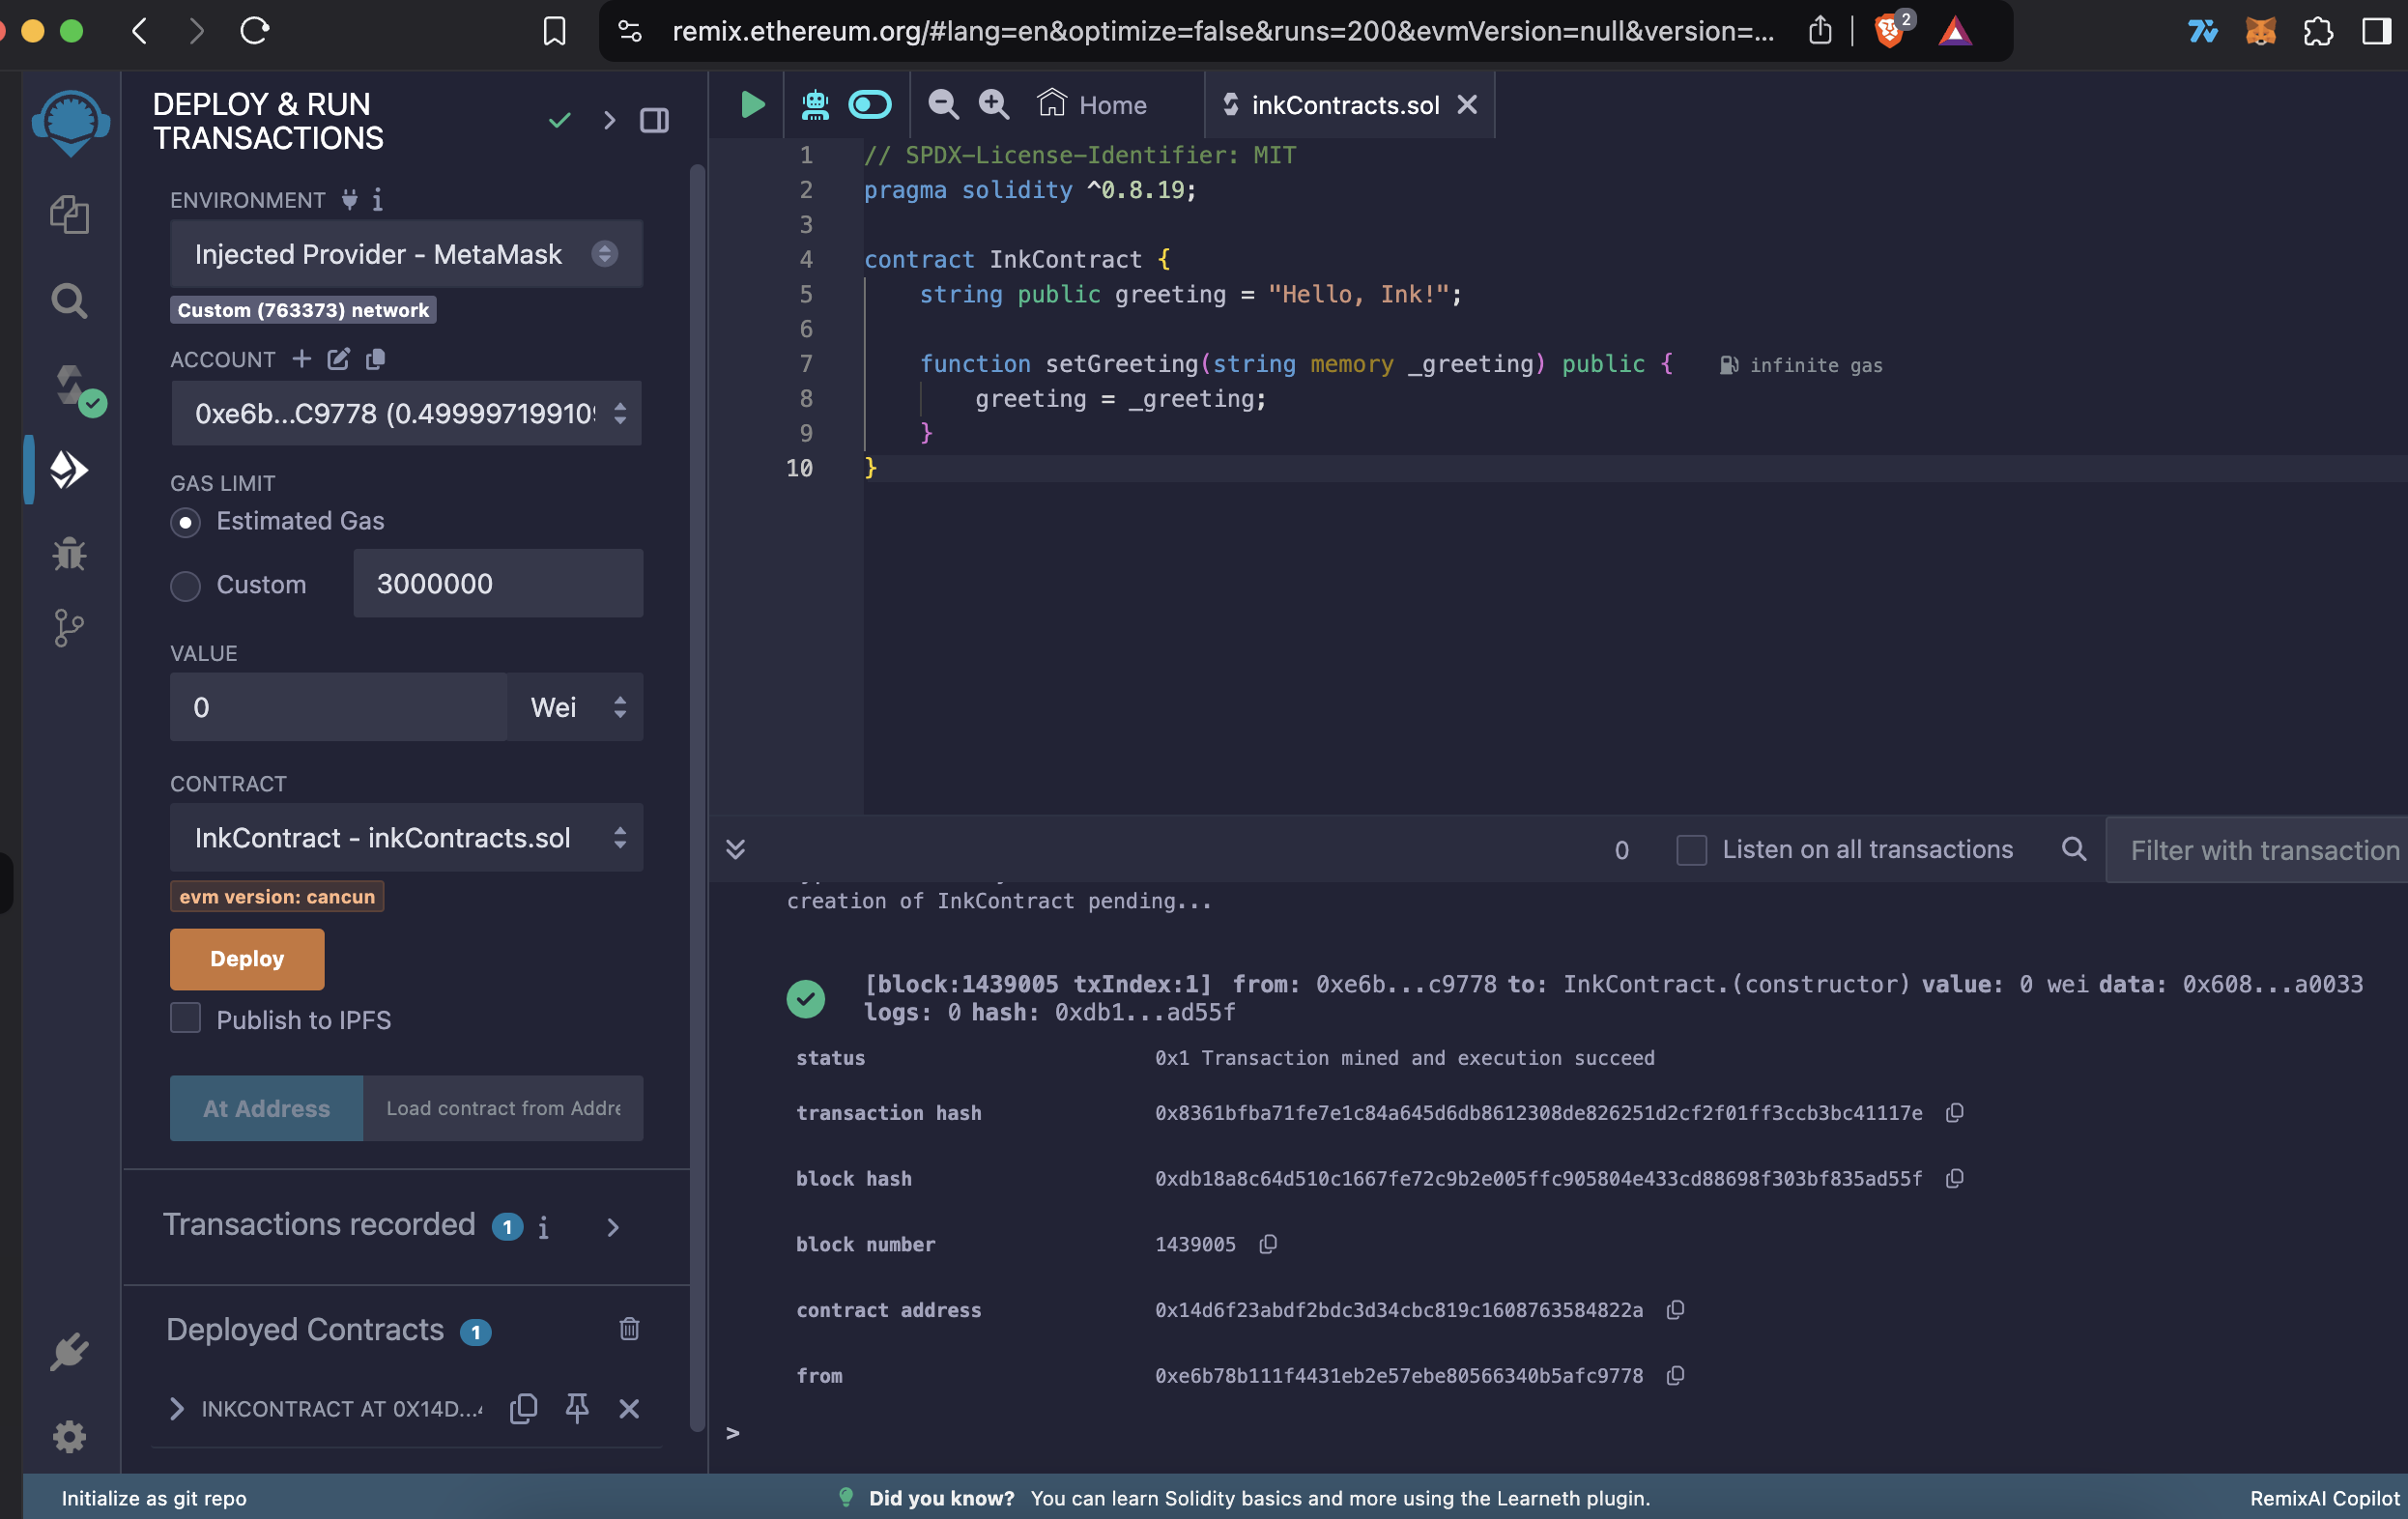 remix.ethereum.org/#lang=en&optimize=false&runs=200&evmVersion=null&version=...
2
DEPLOY & RUN
TRANSACTIONS
ENVIRONMENT
Injected Provider - MetaMask
Custom (763373) network
ACCOUNT
0xe6b...C9778 (0.499997199109
GAS LIMIT
Estimated Gas
Custom
3000000
VALUE
0
Wei
CONTRACT
InkContract - inkContracts.sol
evm version: cancun
Deploy
Publish to IPFS
At Address
Load contract from Addre
Transactions recorded 1
Deployed Contracts 1
INKCONTRACT AT 0X14D...4
Home
inkContracts.sol
1 // SPDX-License-Identifier: MIT
2 pragma solidity ^0.8.19;
3
4 contract InkContract {
5 string public greeting = "Hello, Ink!";
6
7 function setGreeting(string memory _greeting) public { infinite gas
8 greeting = _greeting;
9 }
10 }
0
Listen on all transactions
Filter with transaction
creation of InkContract pending...
[block:1439005 txIndex:1] from: 0xe6b...c9778 to: InkContract.(constructor) value: 0 wei data: 0x608...a0033
logs: 0 hash: 0xdb1...ad55f
status 0x1 Transaction mined and execution succeed
transaction hash 0x8361bfba71fe7e1c84a645d6db8612308de826251d2cf2f01ff3ccb3bc41117e
block hash 0xdb18a8c64d510c1667fe72c9b2e005ffc905804e433cd88698f303bf835ad55f
block number 1439005
contract address 0x14d6f23abdf2bdc3d34cbc819c1608763584822a
from 0xe6b78b111f4431eb2e57ebe80566340b5afc9778
>
Initialize as git repo
Did you know? You can learn Solidity basics and more using the Learneth plugin.
RemixAI Copilot